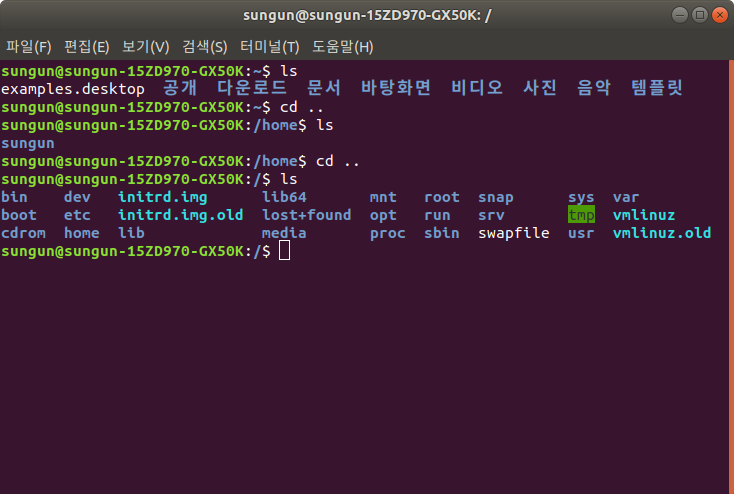 sungun@sungun-15ZD970-GX50K: /
파일(F) 편집(E) 보기(V) 검색(S) 터미널(T) 도움말(H)
sungun@sungun-15ZD970-GX50K:~$ ls
examples.desktop 공개 다운로드 문서 바탕화면 비디오 사진 음악 템플릿
sungun@sungun-15ZD970-GX50K:~$ cd ..
sungun@sungun-15ZD970-GX50K:/home$ ls
sungun
sungun@sungun-15ZD970-GX50K:/home$ cd ..
sungun@sungun-15ZD970-GX50K:/$ ls
bin dev initrd.img lib64 mnt root snap sys var
boot etc initrd.img.old lost+found opt run srv tmp vmlinuz
cdrom home lib media proc sbin swapfile usr vmlinuz.old
sungun@sungun-15ZD970-GX50K:/$